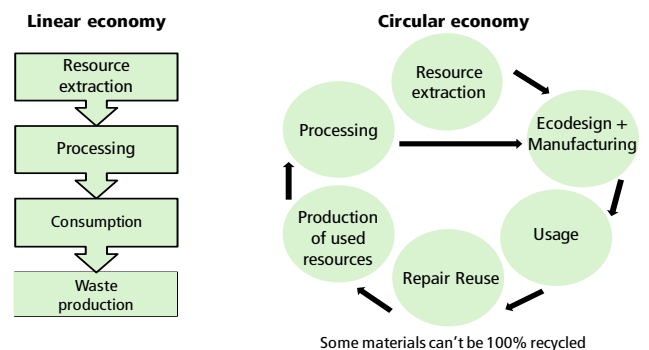 Linear economy
Resource
extraction
Processing
Consumption
Waste
production
Circular economy
Resource
extraction
Ecodesign +
Manufacturing
Usage
Repair Reuse
Production
of used
resources
Processing
Some materials can't be 100% recycled